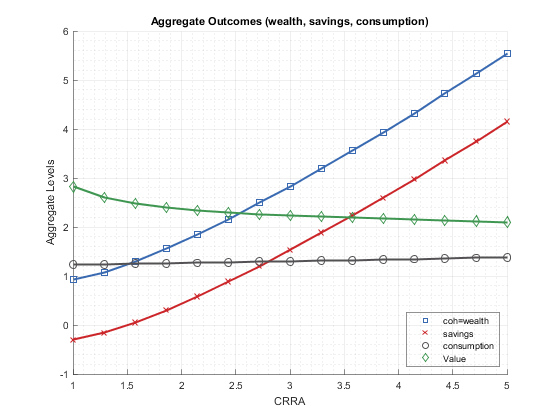 Aggregate Outcomes (wealth, savings, consumption)
6
5
4
3
2
1
0
-1
Aggregate Levels
1 1.5 2 2.5 3 3.5 4 4.5 5
CRRA
coh=wealth
savings
consumption
Value